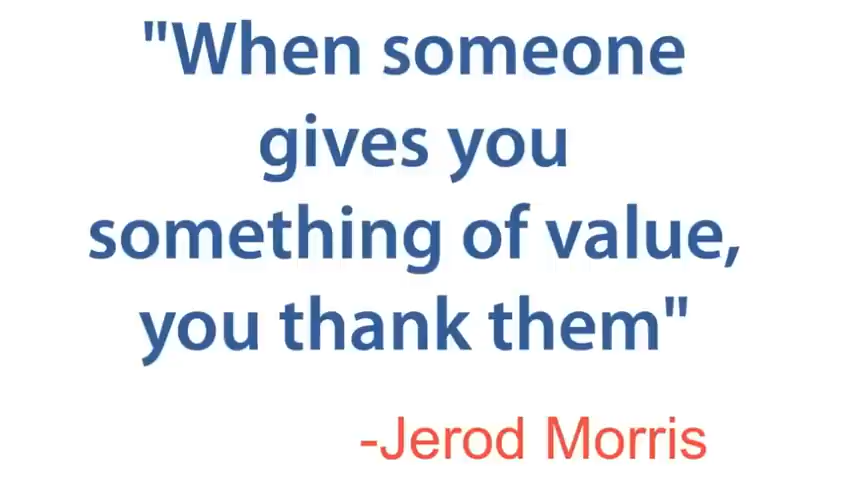 "When someone
gives you
something of value,
you thank them"
-Jerod Morris